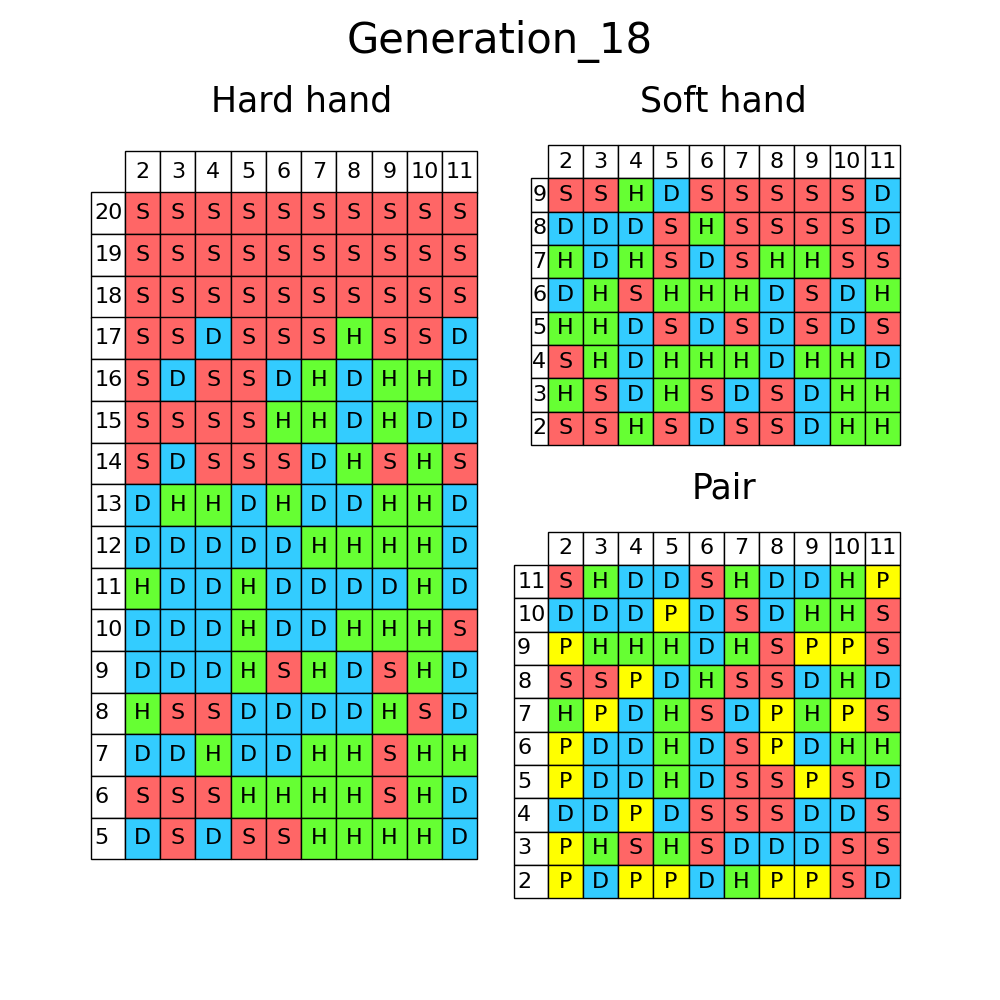 Generation_18
Hard hand
2 3 4 5 6 7 8 9 10 11
20 S S S S S S S S S S
19 S S S S S S S S S S
18 S S S S S S S S S S
17 S S D S S S H S S D
16 S D S S D H D H H D
15 S S S S H H D H D D
14 S D S S S D H S H S
13 D H H D H D D H H D
12 D D D D D H H H H D
11 H D D H D D D D H D
10 D D D H D D H H H S
9 D D D H S H D S H D
8 H S S D D D D H S D
7 D D H D D H H S H H
6 S S S H H H H S H D
5 D S D S S H H H H D
Soft hand
2 3 4 5 6 7 8 9 10 11
9 S S H D S S S S S D
8 D D D S H S S S S D
7 H D H S D S H H S S
6 D H S H H H D S D H
5 H H D S D S D S D S
4 S H D H H H D H H D
3 H S D H S D S D H H
2 S S H S D S S D H H
Pair
2 3 4 5 6 7 8 9 10 11
11 S H D D S H D D H P
10 D D D P D S D H H S
9 P H H H D H S P P S
8 S S P D H S S D H D
7 H P D H S D P H P S
6 P D D H D S P D H H
5 P D D H D S S P S D
4 D D P D S S S D D S
3 P H S H S D D D S S
2 P D P P D H P P S D